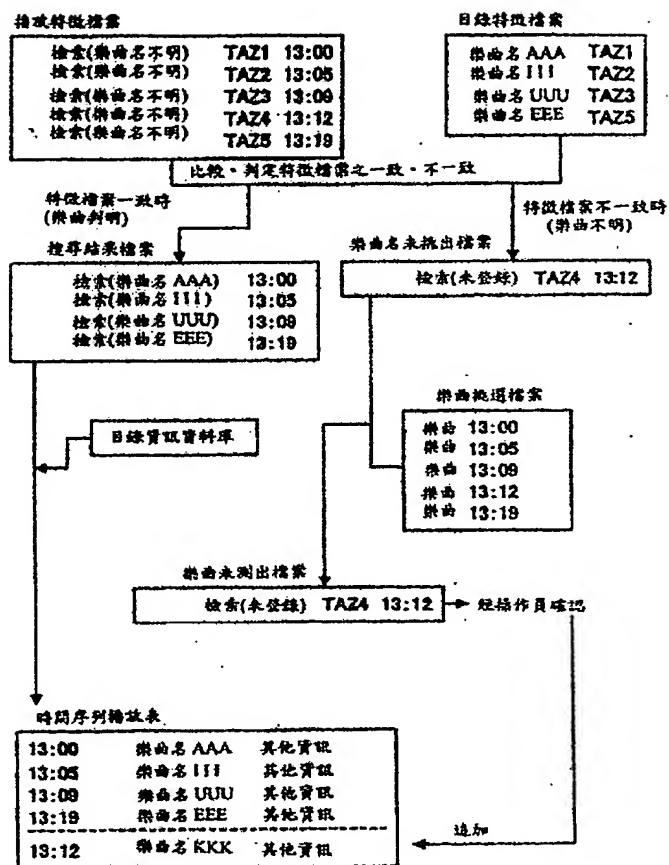 播放特徵檔案
檢索(樂曲名不明) TAZ1 13:00
檢索(樂曲名不明) TAZ2 13:05
檢索(樂曲名不明) TAZ3 13:09
檢索(樂曲名不明) TAZ4 13:12
檢索(樂曲名不明) TAZ5 13:19
目錄特徵檔案
樂曲名 AAA TAZ1
樂曲名 III TAZ2
樂曲名 UUU TAZ3
樂曲名 EEE TAZ5
比較・判定特徵檔案之一致・不一致
特徵檔案一致時
(樂曲判明)
搜尋結果檔案
檢索(樂曲名 AAA) 13:00
檢索(樂曲名 III) 13:05
檢索(樂曲名 UUU) 13:09
檢索(樂曲名 EEE) 13:19
特徵檔案不一致時
(樂曲不明)
樂曲名未挑出檔案
檢索(未登錄) TAZ4 13:12
樂曲挑選檔案
樂曲 13:00
樂曲 13:05
樂曲 13:09
樂曲 13:12
樂曲 13:19
目錄資訊資料庫
樂曲未測出檔案
檢索(未登錄) TAZ4 13:12
經操作員確認
時間序列播放表
13:00 樂曲名 AAA 其他資訊
13:05 樂曲名 III 其他資訊
13:09 樂曲名 UUU 其他資訊
13:19 樂曲名 EEE 其他資訊
13:12 樂曲名 KKK 其他資訊
追加